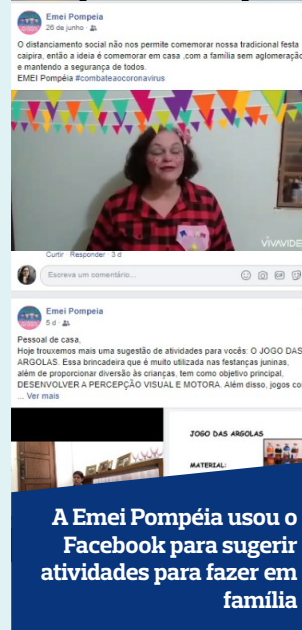 Emei Pompeia
26 de junho
O distanciamento social não nos permite comemorar nossa tradicional festa
caipira, então a ideia é comemorar em casa ,com a família sem aglomeração
e mantendo a segurança de todos.
EMEI Pompéia #combateaocoronavirus
VIVAVIDE
Curtir · Responder · 3 d
Escreva um comentário...
GIF
Emei Pompeia
5 d
Pessoal de casa,
Hoje trouxemos mais uma sugestão de atividades para vocês: O JOGO DAS
ARGOLAS. Essa brincadeira que é muito utilizada nas festanças juninas,
além de proporcionar diversão às crianças, tem como objetivo principal,
DESENVOLVER A PERCEPÇÃO VISUAL E MOTORA. Além disso, jogos co
... Ver mais
JOGO DAS ARGOLAS
MATERIAL:
A Emei Pompéia usou o
Facebook para sugerir
atividades para fazer em
família